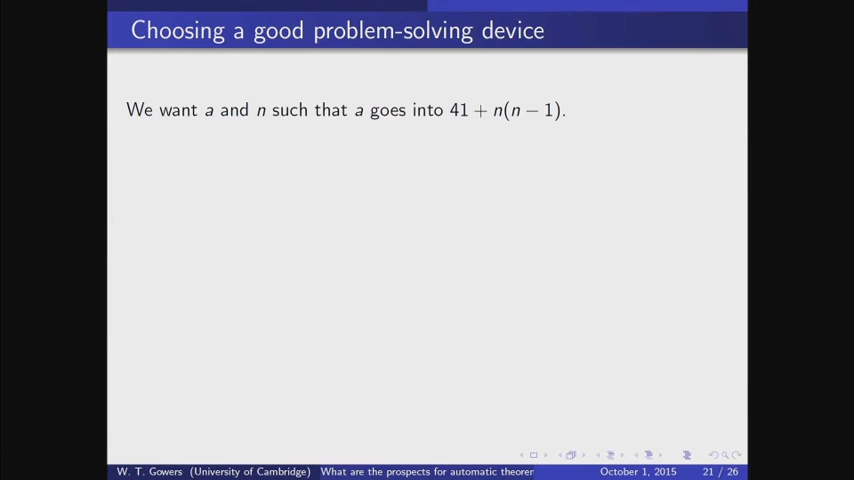 Choosing a good problem-solving device
We want a and n such that a goes into 41 + n(n − 1).
W. T. Gowers (University of Cambridge) What are the prospects for automatic theorer October 1, 2015 21 / 26